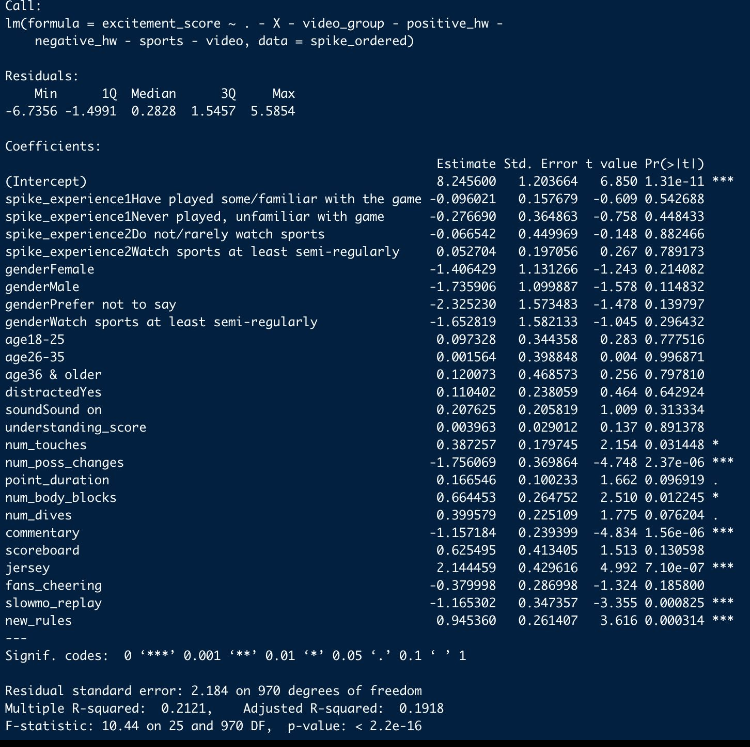 Call:
lm(formula = excitement_score ~ . - X - video_group - positive_hw -
    negative_hw - sports - video, data = spike_ordered)

Residuals:
    Min      1Q  Median      3Q     Max
-6.7356 -1.4991  0.2828  1.5457  5.5854

Coefficients:
                                                         Estimate Std. Error t value Pr(>|t|)
(Intercept)                                              8.245600   1.203664   6.850 1.31e-11 ***
spike_experience1Have played some/familiar with the game -0.096021   0.157679  -0.609 0.542688
spike_experience1Never played, unfamiliar with game      -0.276690   0.364863  -0.758 0.448433
spike_experience2Do not/rarely watch sports              -0.066542   0.449969  -0.148 0.882466
spike_experience2Watch sports at least semi-regularly     0.052704   0.197056   0.267 0.789173
genderFemale                                             -1.406429   1.131266  -1.243 0.214082
genderMale                                               -1.735906   1.099887  -1.578 0.114832
genderPrefer not to say                                  -2.325230   1.573483  -1.478 0.139797
genderWatch sports at least semi-regularly               -1.652819   1.582133  -1.045 0.296432
age18-25                                                  0.097328   0.344358   0.283 0.777516
age26-35                                                  0.001564   0.398848   0.004 0.996871
age36 & older                                             0.120073   0.468573   0.256 0.797810
distractedYes                                             0.110402   0.238059   0.464 0.642924
soundSound on                                             0.207625   0.205819   1.009 0.313334
understanding_score                                       0.003963   0.029012   0.137 0.891378
num_touches                                               0.387257   0.179745   2.154 0.031448 *
num_poss_changes                                         -1.756069   0.369864  -4.748 2.37e-06 ***
point_duration                                            0.166546   0.100233   1.662 0.096919 .
num_body_blocks                                           0.664453   0.264752   2.510 0.012245 *
num_dives                                                 0.399579   0.225109   1.775 0.076204 .
commentary                                               -1.157184   0.239399  -4.834 1.56e-06 ***
scoreboard                                                0.625495   0.413405   1.513 0.130598
jersey                                                    2.144459   0.429616   4.992 7.10e-07 ***
fans_cheering                                            -0.379998   0.286998  -1.324 0.185800
slowmo_replay                                            -1.165302   0.347357  -3.355 0.000825 ***
new_rules                                                 0.945360   0.261407   3.616 0.000314 ***
---
Signif. codes:  0 ‘***’ 0.001 ‘**’ 0.01 ‘*’ 0.05 ‘.’ 0.1 ‘ ’ 1

Residual standard error: 2.184 on 970 degrees of freedom
Multiple R-squared:  0.2121,    Adjusted R-squared:  0.1918
F-statistic: 10.44 on 25 and 970 DF,  p-value: < 2.2e-16